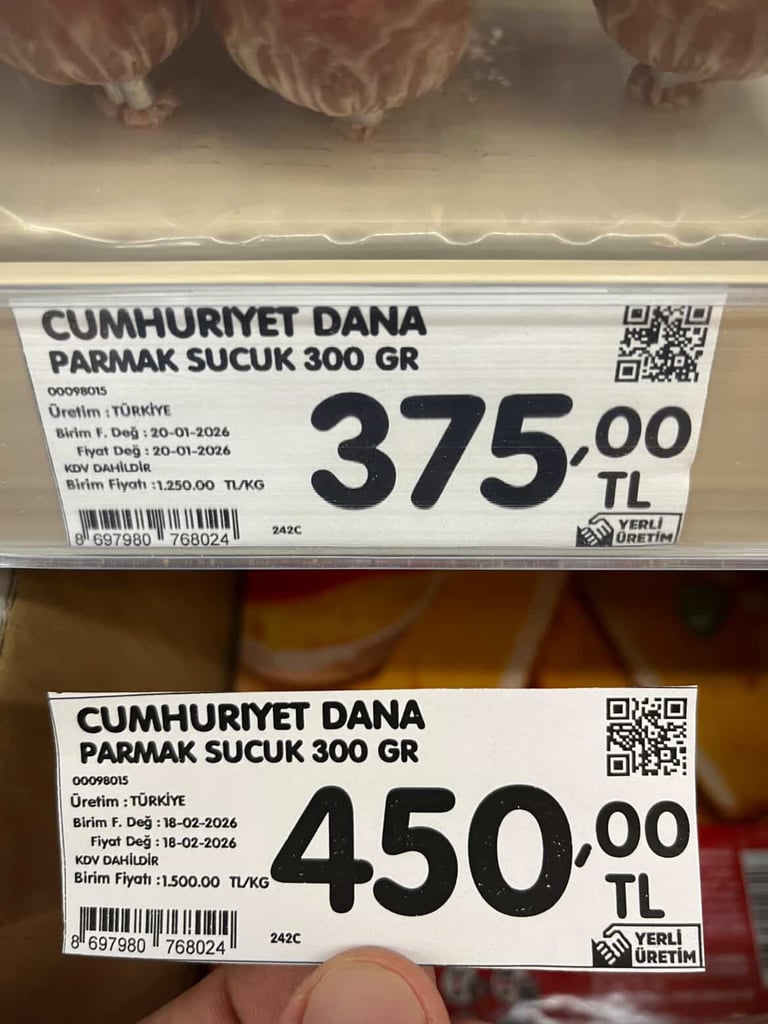 CUMHURIYET DANA
PARMAK SUCUK 300 GR
00098015
Üretim : TÜRKİYE
Birim F. Değ : 20-01-2026
Fiyat Değ : 20-01-2026
KDV DAHİLDİR
Birim Fiyatı :1.250.00 TL/KG
375,00
TL
8 697980 768024
242C
YERLİ
ÜRETİM
CUMHURIYET DANA
PARMAK SUCUK 300 GR
00098015
Üretim : TÜRKİYE
Birim F. Değ : 18-02-2026
Fiyat Değ : 18-02-2026
KDV DAHİLDİR
Birim Fiyatı :1.500.00 TL/KG
450,00
TL
8 697980 768024
242C
YERLİ
ÜRETİM